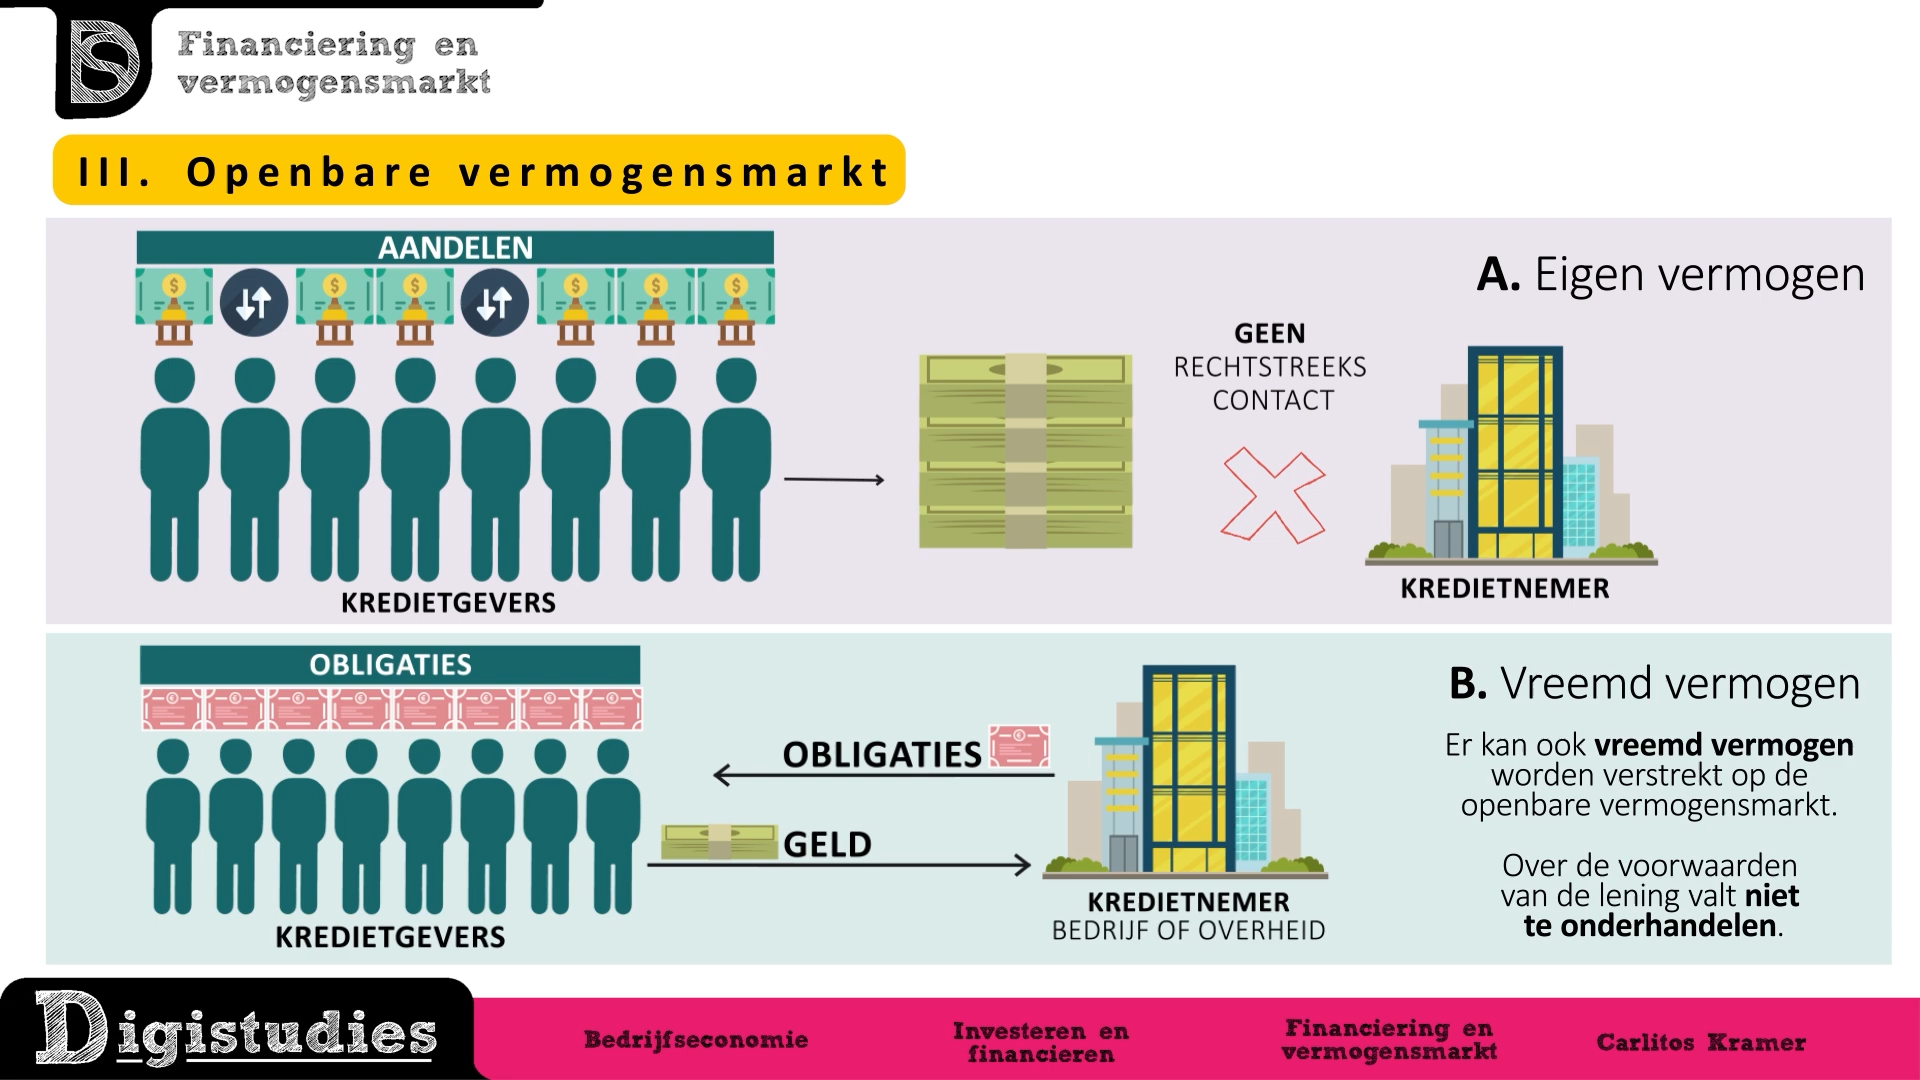 DS
Financiering en
vermogensmarkt
III. Openbare vermogensmarkt
AANDELEN
A. Eigen vermogen
GEEN
RECHTSTREEKS
CONTACT
KREDIETGEVERS
KREDIETNEMER
OBLIGATIES
B. Vreemd vermogen
Er kan ook vreemd vermogen
worden verstrekt op de
openbare vermogensmarkt.
Over de voorwaarden
van de lening valt niet
te onderhandelen.
OBLIGATIES
GELD
KREDIETGEVERS
KREDIETNEMER
BEDRIJF OF OVERHEID
Digistudies
Bedrijfseconomie
Investeren en
financieren
Financiering en
vermogensmarkt
Carlitos Kramer